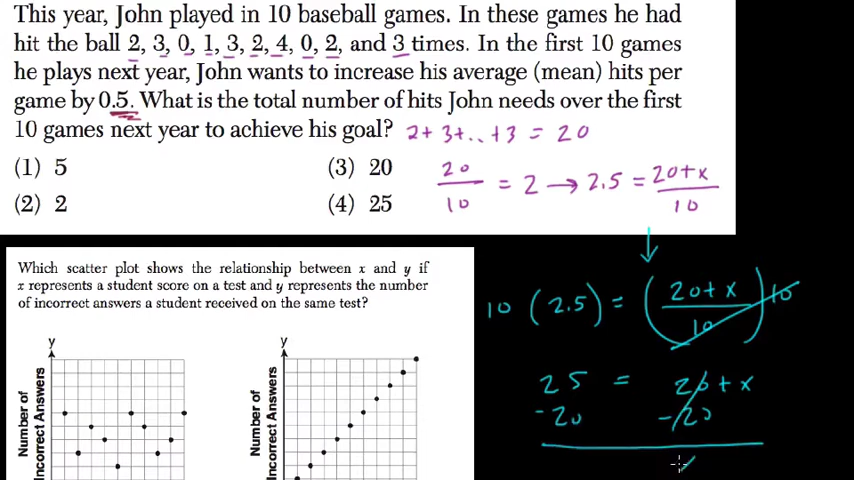 This year, John played in 10 baseball games. In these games he had
hit the ball 2, 3, 0, 1, 3, 2, 4, 0, 2, and 3 times. In the first 10 games
he plays next year, John wants to increase his average (mean) hits per
game by 0.5. What is the total number of hits John needs over the first
10 games next year to achieve his goal? 2+ 3+...+3 = 20
(1) 5 (3) 20
(2) 2 (4) 25
20/10 = 2 → 2.5 = 20+x/10
10 (2.5) = (20+x/10) 10
25 = 20 + x
-20 -20
Which scatter plot shows the relationship between x and y if
x represents a student score on a test and y represents the number
of incorrect answers a student received on the same test?
y
Number of
Incorrect Answers
y
Number of
Incorrect Answers